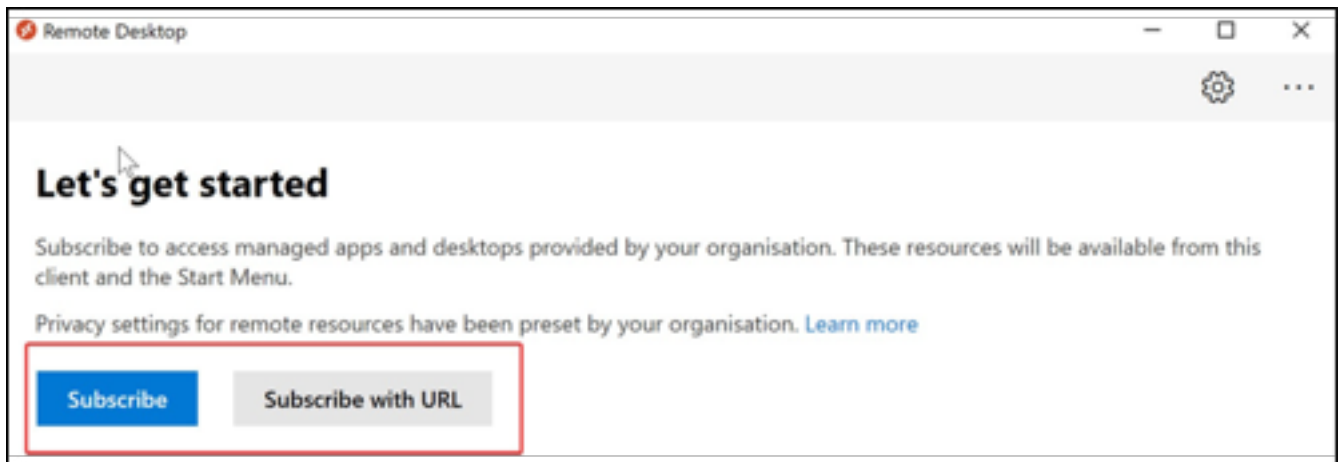 Remote Desktop
Let's get started
Subscribe to access managed apps and desktops provided by your organisation. These resources will be available from this
client and the Start Menu.
Privacy settings for remote resources have been preset by your organisation. Learn more
Subscribe
Subscribe with URL